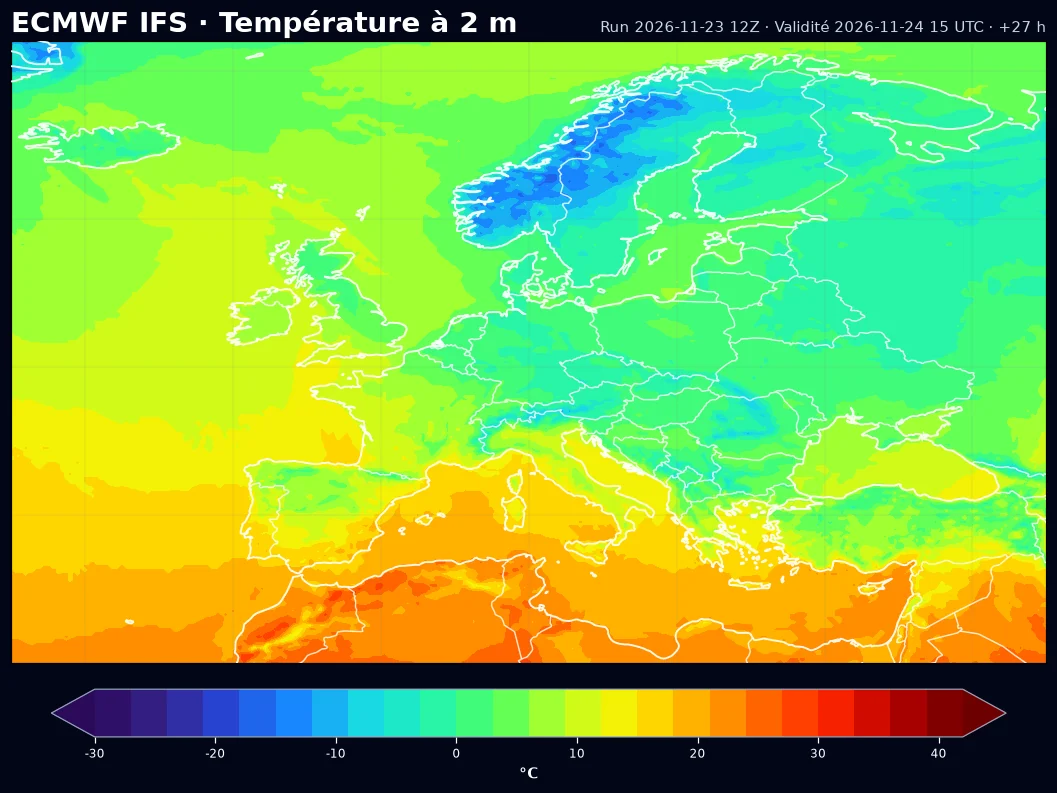 ECMWF IFS · Température à 2 m
Run 2026-11-23 12Z · Validité 2026-11-24 15 UTC · +27 h
-30 -20 -10 0 10 20 30 40
°C